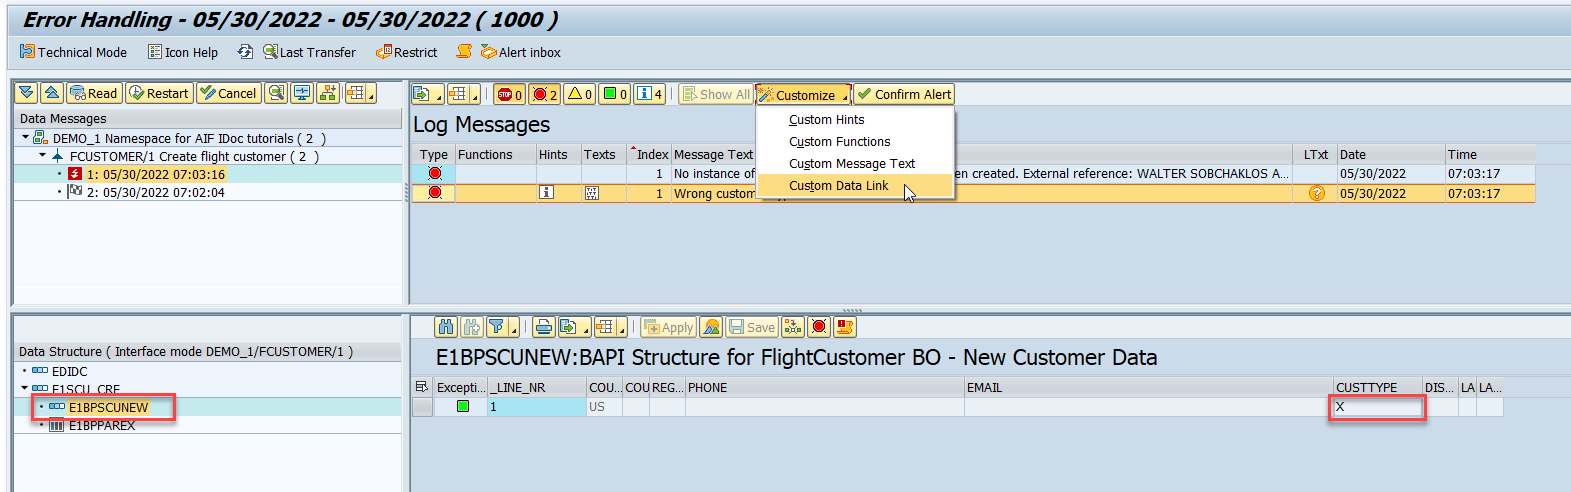 Error Handling - 05/30/2022 - 05/30/2022 ( 1000 )
Technical Mode Icon Help Last Transfer Restrict Alert inbox
Read Restart Cancel
Data Messages
DEMO_1 Namespace for AIF IDoc tutorials ( 2 )
FCUSTOMER/1 Create flight customer ( 2 )
1: 05/30/2022 07:03:16
2: 05/30/2022 07:02:04
STOP 0 2 0 0 4 Show All Customize Confirm Alert
Custom Hints
Custom Functions
Custom Message Text
Custom Data Link
Log Messages
Type Functions Hints Texts Index Message Text LTxt Date Time
1 No instance of en created. External reference: WALTER SOBCHAKLOS A... 05/30/2022 07:03:17
1 Wrong custom 05/30/2022 07:03:17
Data Structure ( Interface mode DEMO_1/FCUSTOMER/1 )
EDIDC
E1SCU_CRE
E1BPSCUNEW
E1BPPAREX
Apply Save
E1BPSCUNEW:BAPI Structure for FlightCustomer BO - New Customer Data
Excepti... _LINE_NR COU... COU REG... PHONE EMAIL CUSTTYPE DIS... LA LA...
1 US X